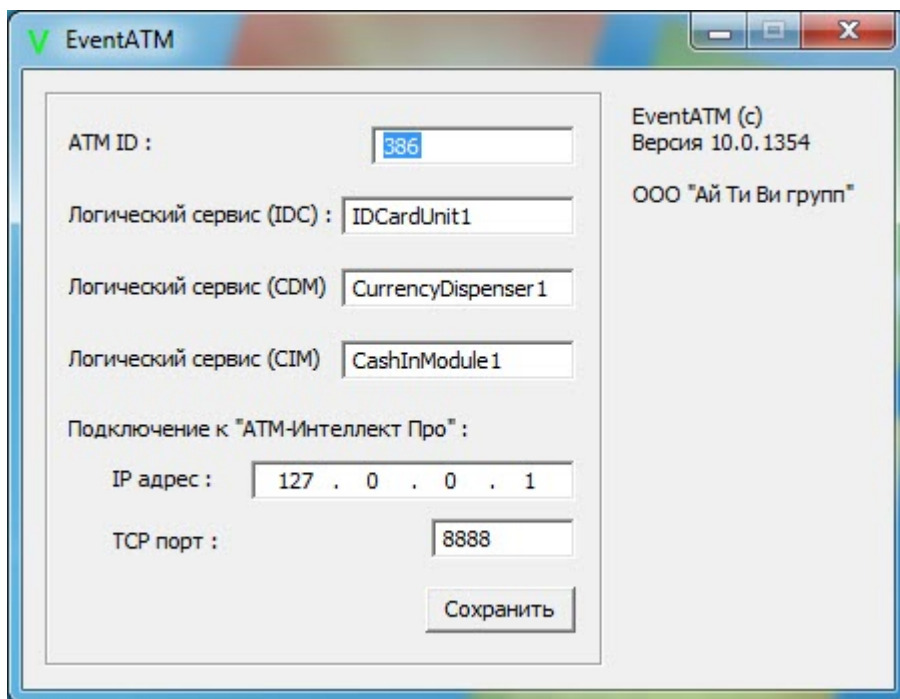 EventATM
ATM ID : 386
Логический сервис (IDC) : IDCardUnit1
Логический сервис (CDM) CurrencyDispenser1
Логический сервис (CIM) CashInModule1
Подключение к "ATM-Интеллект Про" :
IP адрес : 127 . 0 . 0 . 1
TCP порт : 8888
Сохранить
EventATM (c)
Версия 10.0.1354
ООО "Ай Ти Ви групп"